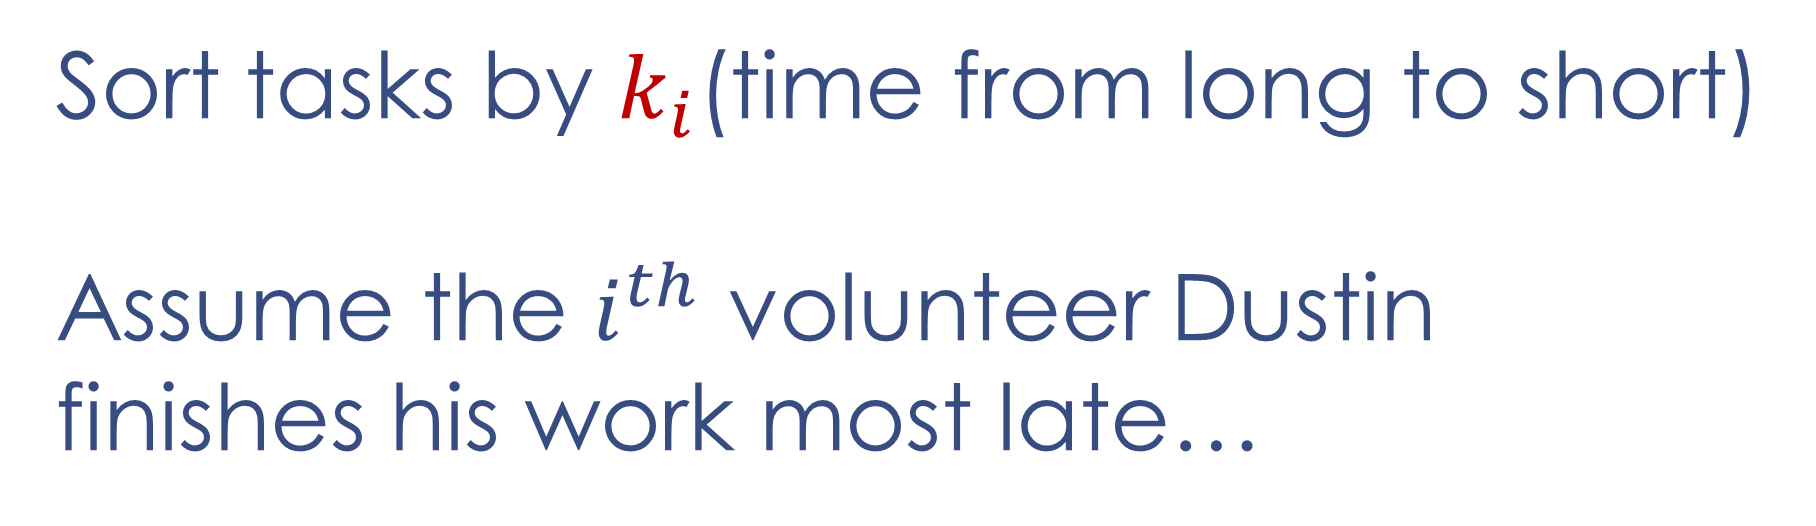 Sort tasks by $k_i$(time from long to short)
Assume the $i^{th}$ volunteer Dustin
finishes his work most late…